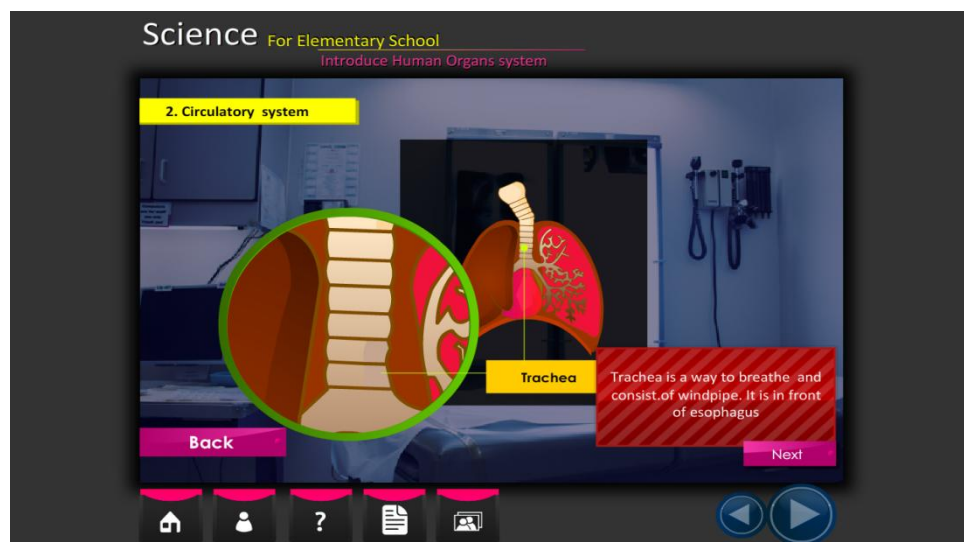 Science For Elementary School
Introduce Human Organs system
2. Circulatory system
Trachea
Trachea is a way to breathe and
consist.of windpipe. It is in front
of esophagus
Back
Next
?